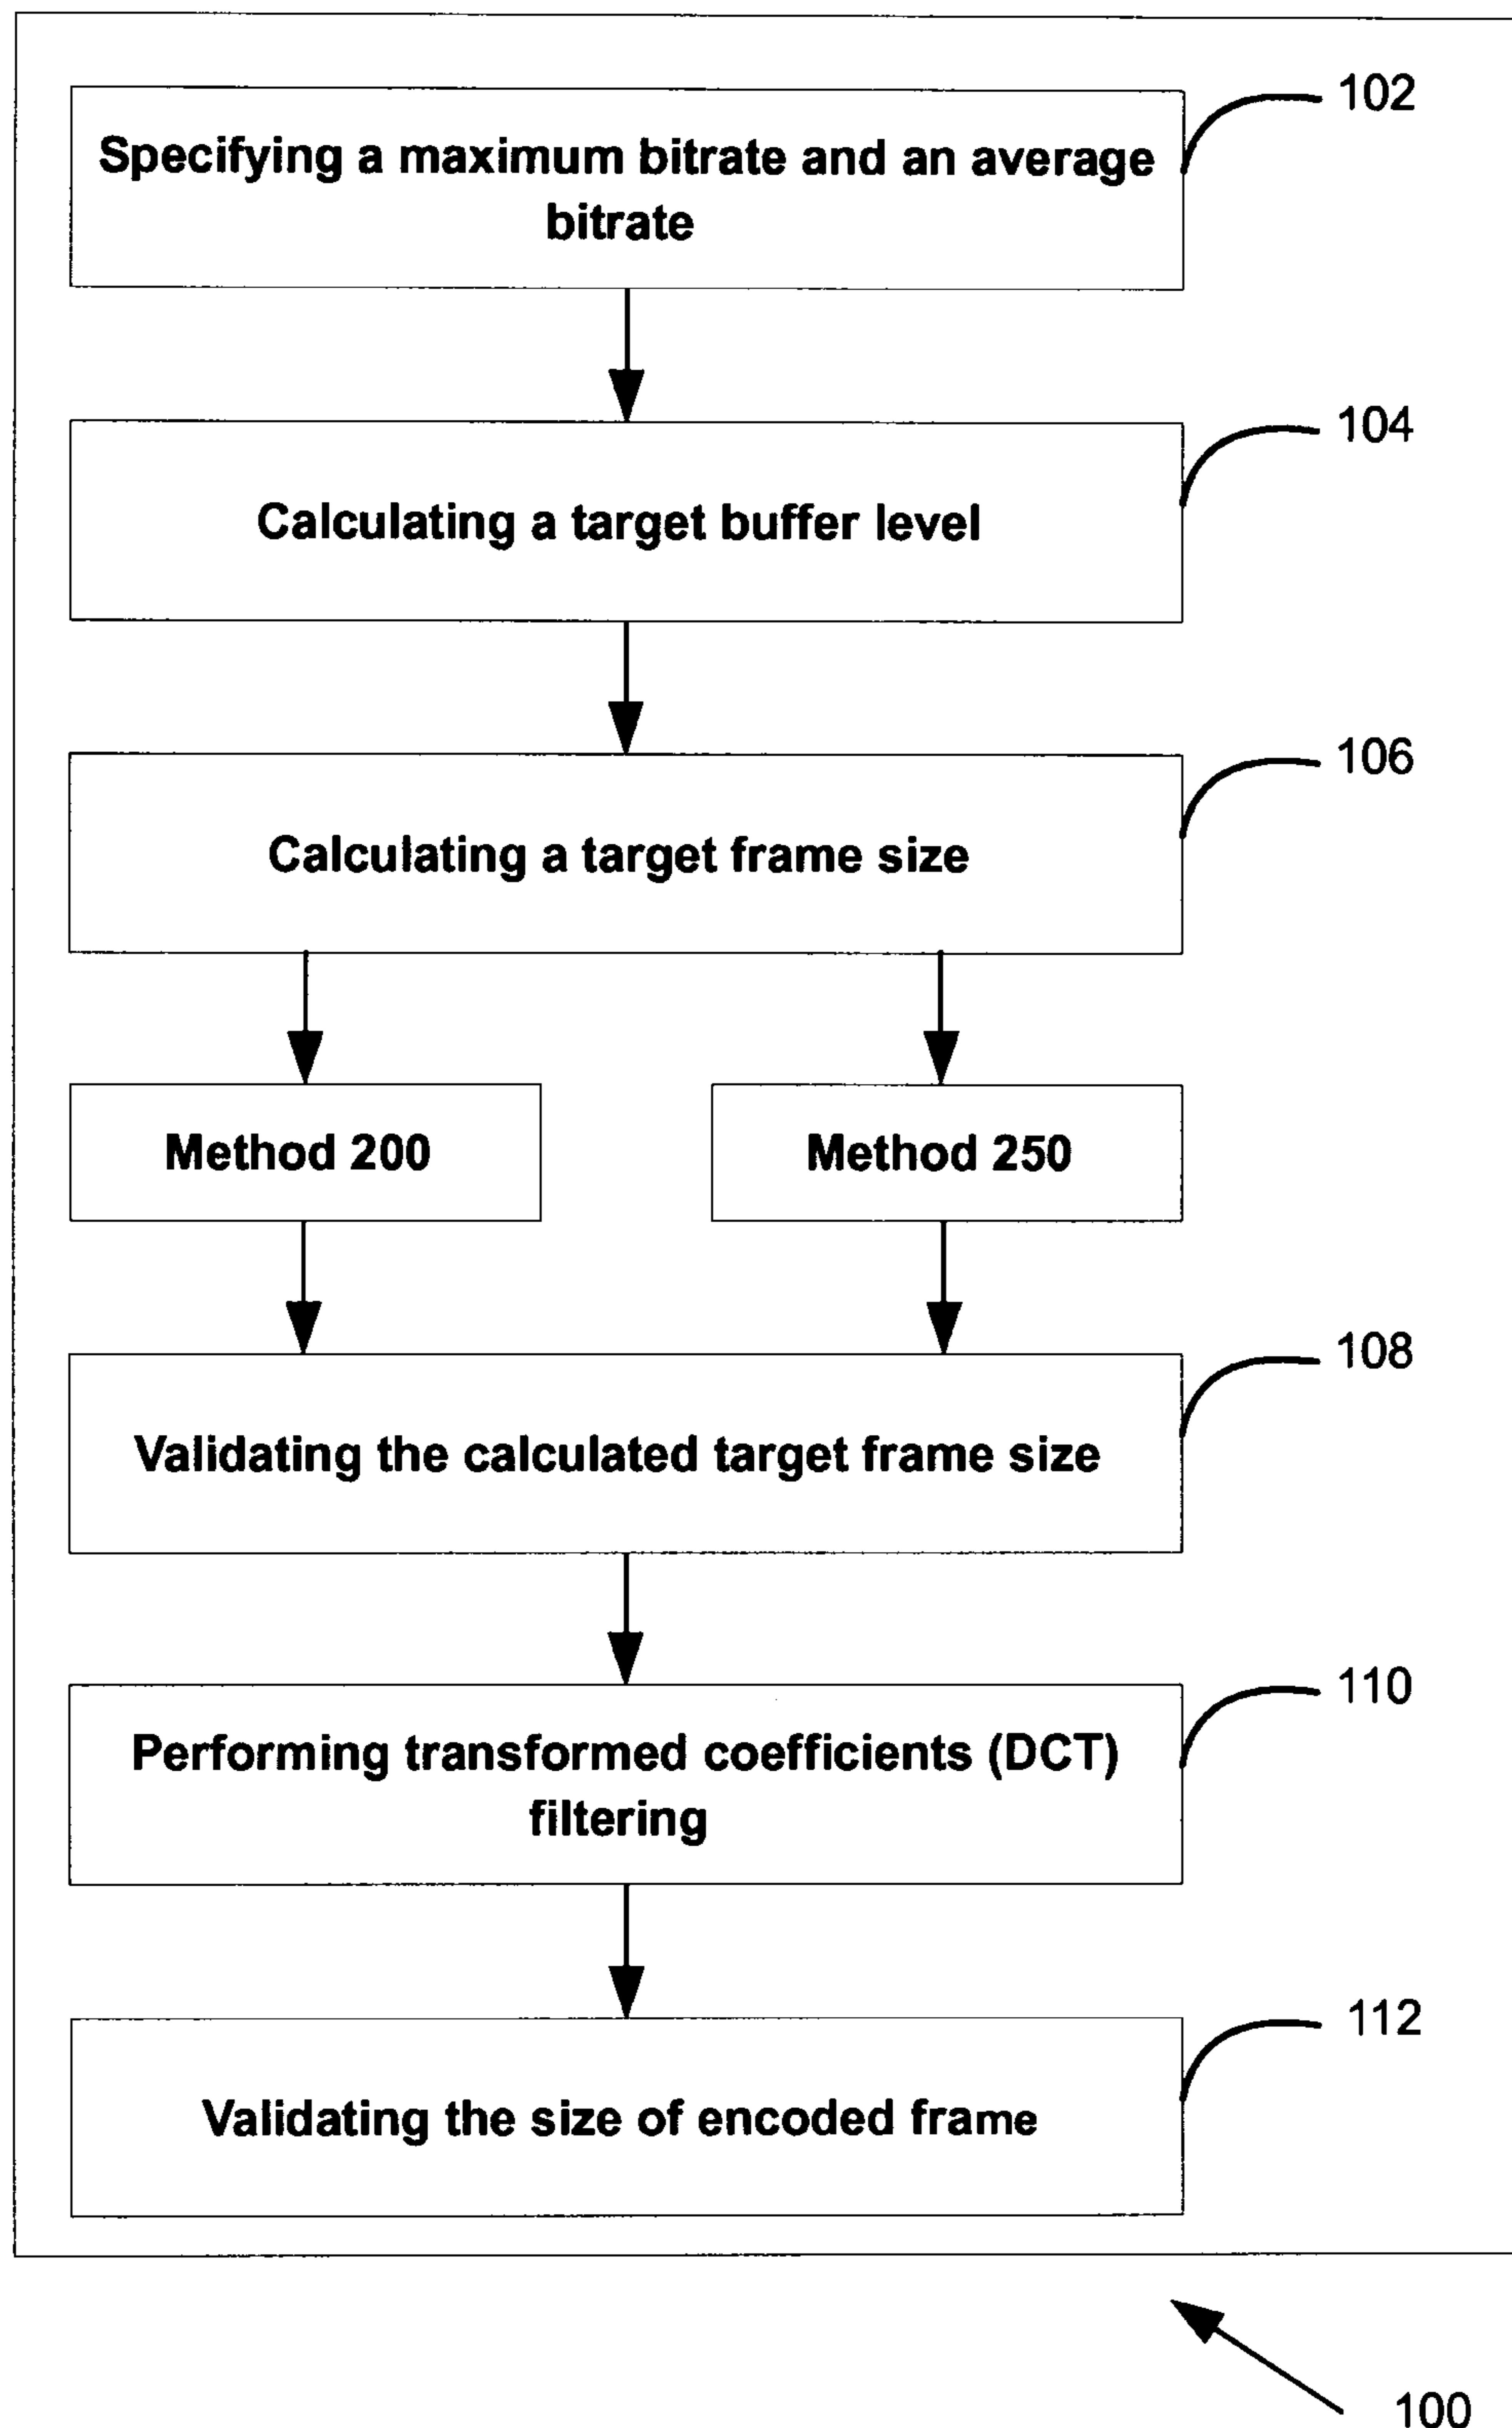 102
Specifying a maximum bitrate and an average
bitrate
104
Calculating a target buffer level
106
Calculating a target frame size
Method 200
Method 250
108
Validating the calculated target frame size
110
Performing transformed coefficients (DCT)
filtering
112
Validating the size of encoded frame
100